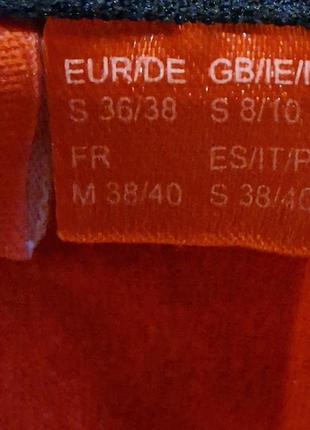 EUR/DE GB/IE/
S 36/38 S 8/10
FR ES/IT/P
M 38/40 S 38/40